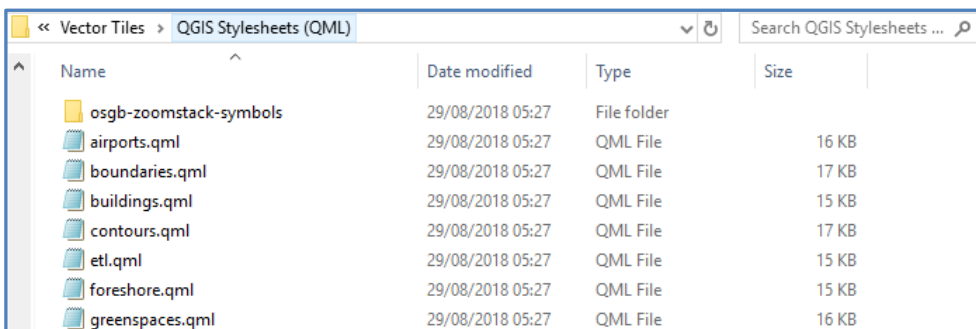 « Vector Tiles > QGIS Stylesheets (QML) Search QGIS Stylesheets ...
Name Date modified Type Size
osgb-zoomstack-symbols 29/08/2018 05:27 File folder
airports.qml 29/08/2018 05:27 QML File 16 KB
boundaries.qml 29/08/2018 05:27 QML File 17 KB
buildings.qml 29/08/2018 05:27 QML File 15 KB
contours.qml 29/08/2018 05:27 QML File 17 KB
etl.qml 29/08/2018 05:27 QML File 15 KB
foreshore.qml 29/08/2018 05:27 QML File 15 KB
greenspaces.qml 29/08/2018 05:27 QML File 16 KB